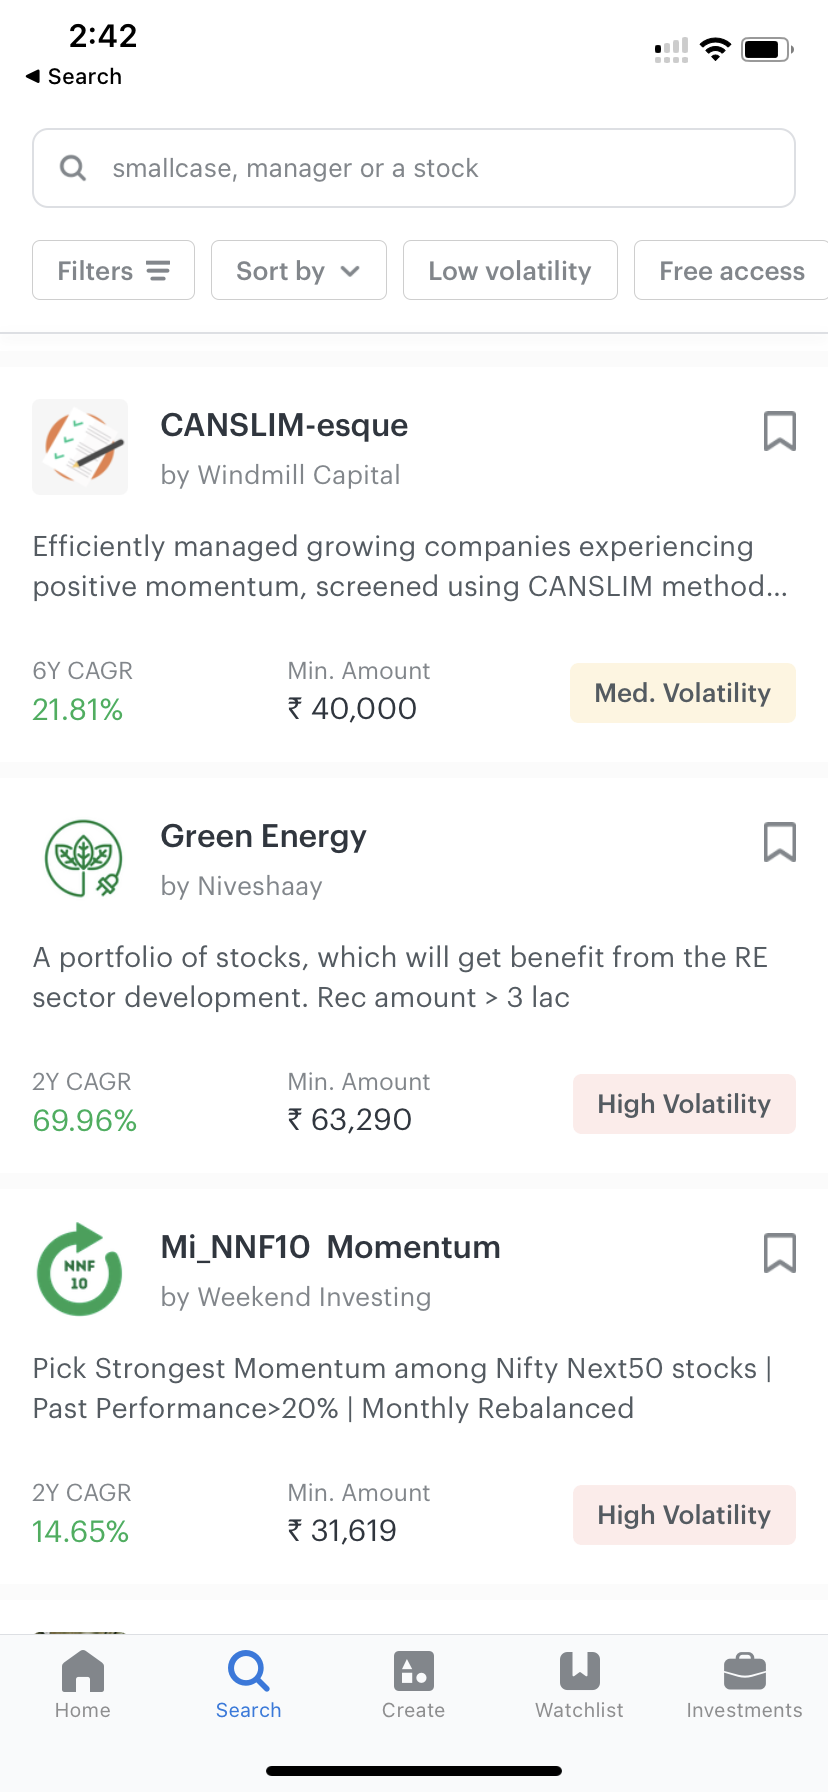 2:42
◀ Search
smallcase, manager or a stock
Filters
Sort by
Low volatility
Free access
CANSLIM-esque
by Windmill Capital
Efficiently managed growing companies experiencing
positive momentum, screened using CANSLIM method...
6Y CAGR
Min. Amount
21.81%
₹ 40,000
Med. Volatility
Green Energy
by Niveshaay
A portfolio of stocks, which will get benefit from the RE
sector development. Rec amount > 3 lac
2Y CAGR
Min. Amount
69.96%
₹ 63,290
High Volatility
NNF
10
Mi_NNF10 Momentum
by Weekend Investing
Pick Strongest Momentum among Nifty Next50 stocks |
Past Performance>20% | Monthly Rebalanced
2Y CAGR
Min. Amount
14.65%
₹ 31,619
High Volatility
Home
Search
Create
Watchlist
Investments